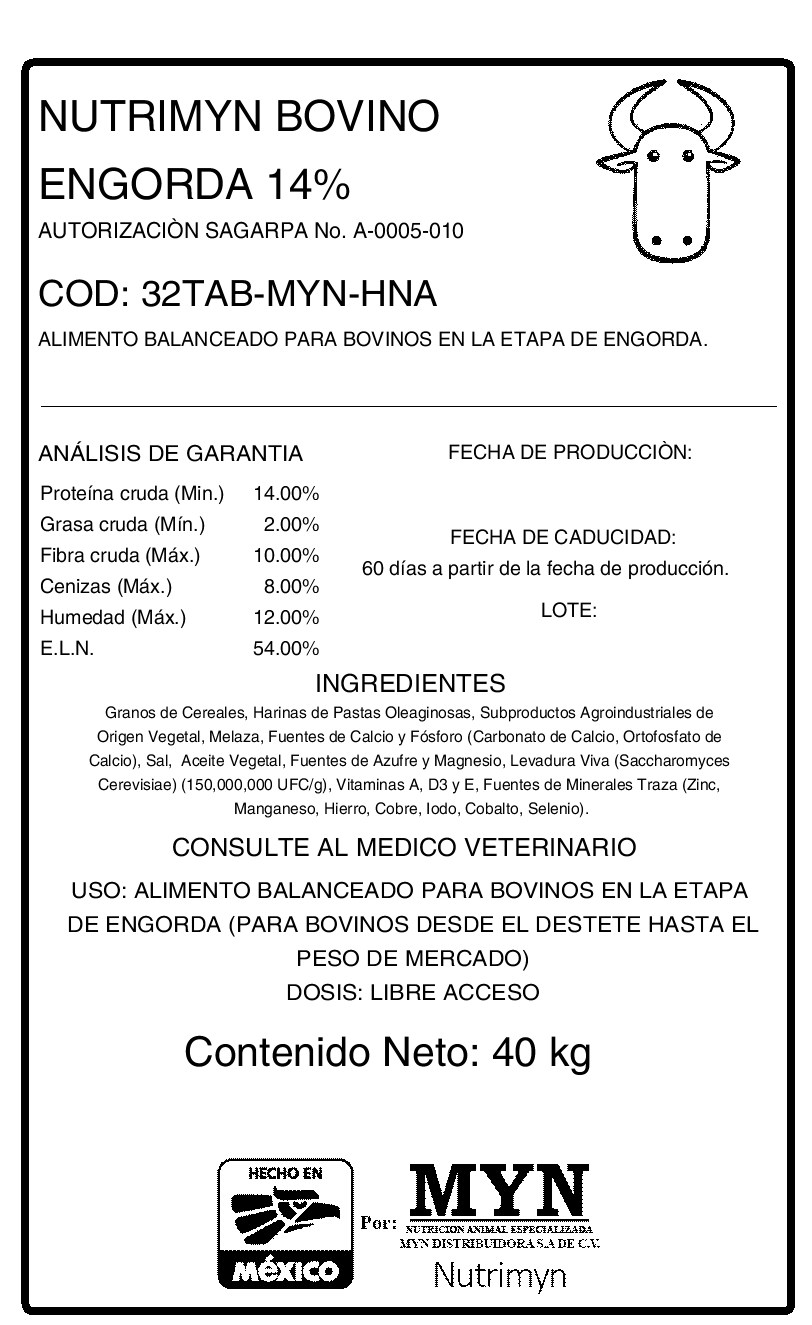 NUTRIMYN BOVINO
ENGORDA 14%
AUTORIZACIÒN SAGARPA No. A-0005-010
COD: 32TAB-MYN-HNA
ALIMENTO BALANCEADO PARA BOVINOS EN LA ETAPA DE ENGORDA.
ANÁLISIS DE GARANTIA
Proteína cruda (Min.) 14.00%
Grasa cruda (Mín.) 2.00%
Fibra cruda (Máx.) 10.00%
Cenizas (Máx.) 8.00%
Humedad (Máx.) 12.00%
E.L.N. 54.00%
FECHA DE PRODUCCIÒN:
FECHA DE CADUCIDAD:
60 días a partir de la fecha de producción.
LOTE:
INGREDIENTES
Granos de Cereales, Harinas de Pastas Oleaginosas, Subproductos Agroindustriales de
Origen Vegetal, Melaza, Fuentes de Calcio y Fósforo (Carbonato de Calcio, Ortofosfato de
Calcio), Sal, Aceite Vegetal, Fuentes de Azufre y Magnesio, Levadura Viva (Saccharomyces
Cerevisiae) (150,000,000 UFC/g), Vitaminas A, D3 y E, Fuentes de Minerales Traza (Zinc,
Manganeso, Hierro, Cobre, Iodo, Cobalto, Selenio).
CONSULTE AL MEDICO VETERINARIO
USO: ALIMENTO BALANCEADO PARA BOVINOS EN LA ETAPA
DE ENGORDA (PARA BOVINOS DESDE EL DESTETE HASTA EL
PESO DE MERCADO)
DOSIS: LIBRE ACCESO
Contenido Neto: 40 kg
HECHO EN
MéXICO
Por:
MYN
NUTRICION ANIMAL ESPECIALIZADA
MYN DISTRIBUIDORA S.A DE C.V.
Nutrimyn